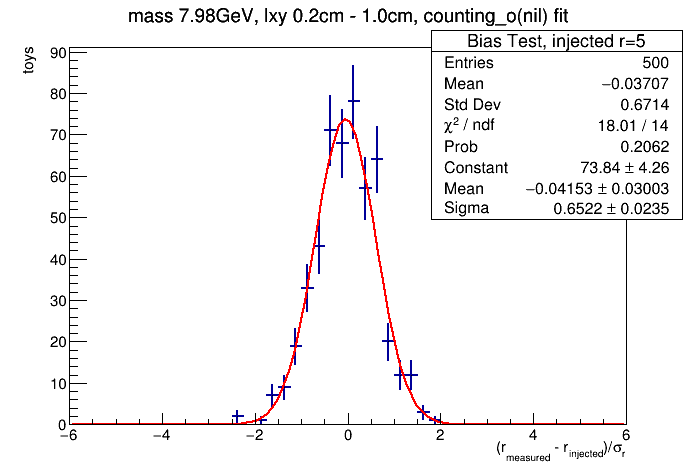 mass 7.98GeV, lxy 0.2cm - 1.0cm, counting_o(nil) fit
Bias Test, injected r=5
Entries 500
Mean −0.03707
Std Dev 0.6714
χ² / ndf 18.01 / 14
Prob 0.2062
Constant 73.84 ± 4.26
Mean −0.04153 ± 0.03003
Sigma 0.6522 ± 0.0235
toys
90
80
70
60
50
40
30
20
10
0
−6 −4 −2 0 2 4 6
(r_measured - r_injected)/σ_r